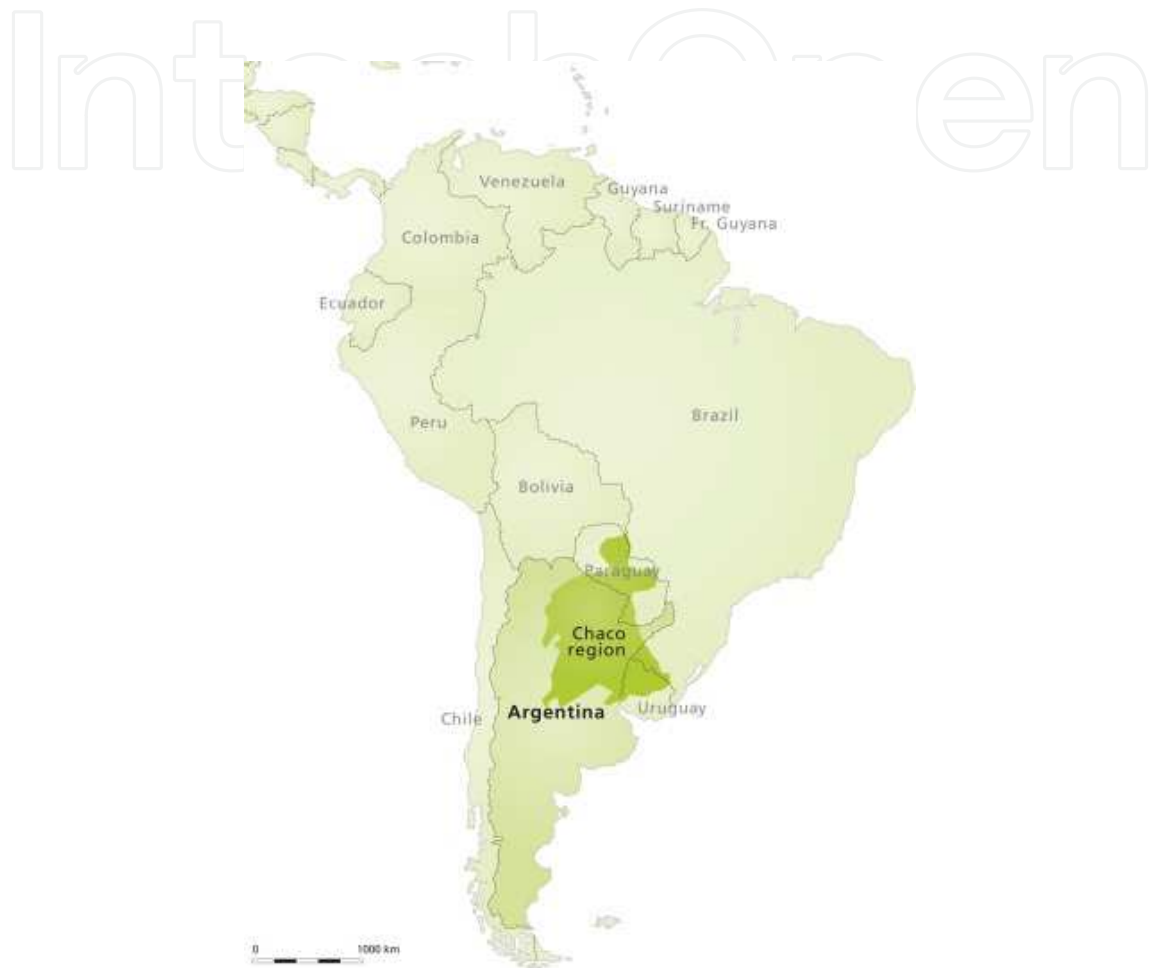 IntechOpen
Venezuela
Guyana
Suriname
Fr. Guyana
Colombia
Ecuador
Peru
Brazil
Bolivia
Paraguay
Chaco
region
Chile
Argentina
Uruguay
0 1000 km